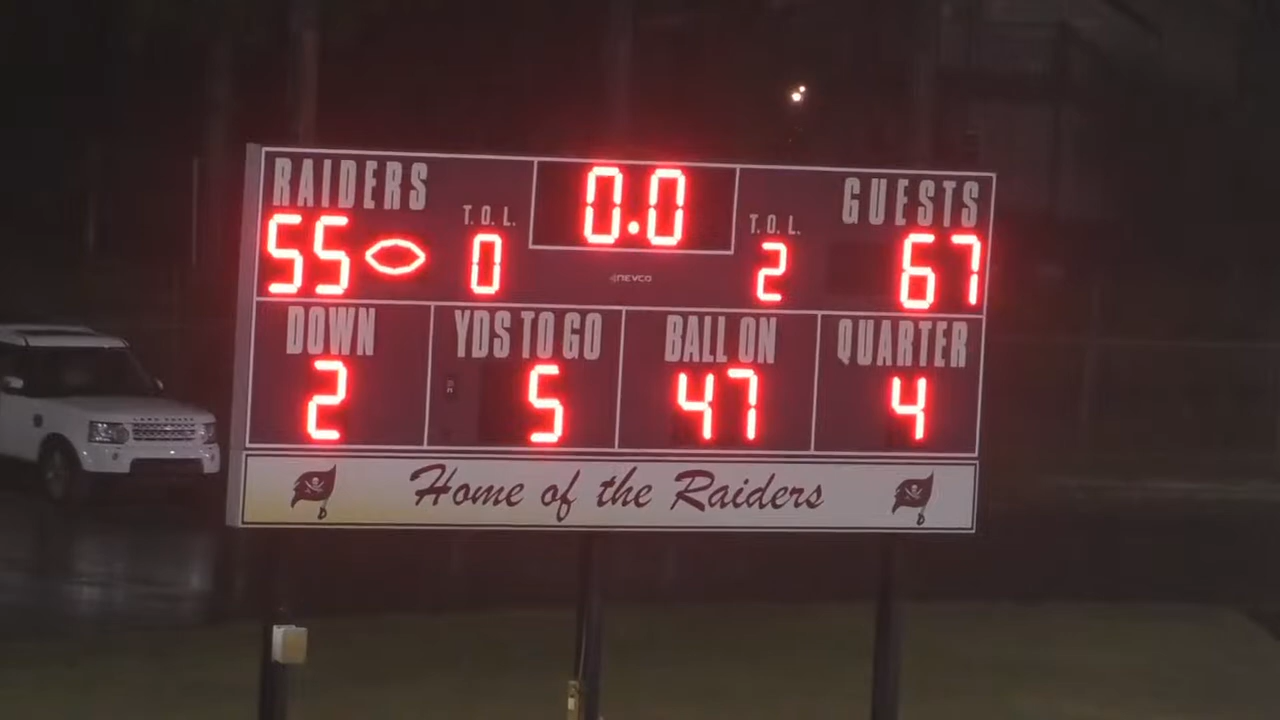 RAIDERS 0.0 GUESTS
T.O.L. T.O.L.
55 0 2 67
NEVCO
DOWN YDS TO GO BALL ON QUARTER
2 5 47 4
Home of the Raiders